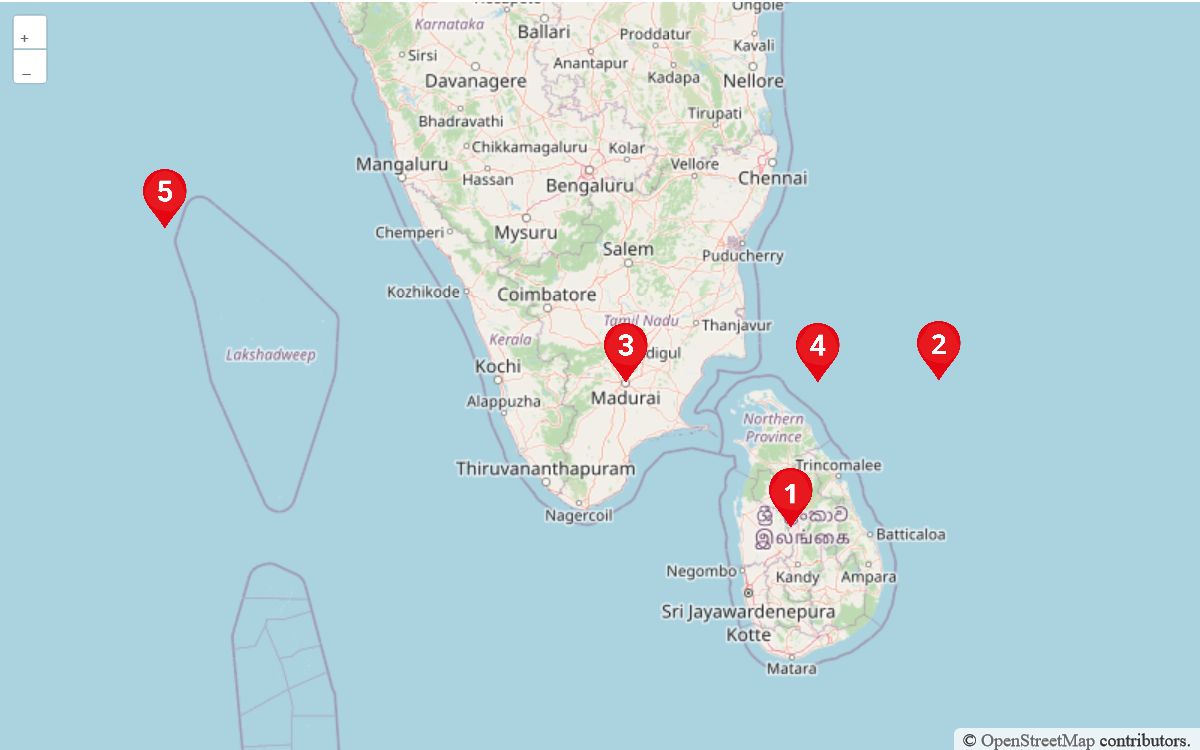 +
−
Karnataka
Ballari
Ongole
Proddatur
Kavali
Sirsi
Anantapur
Davanagere
Kadapa
Nellore
Bhadravathi
Tirupati
Chikkamagaluru
Kolar
Mangaluru
Vellore
Hassan
Bengaluru
Chennai
5
Chemperi
Mysuru
Salem
Puducherry
Kozhikode
Coimbatore
Tamil Nadu
Thanjavur
Kerala
3
digul
4
2
Lakshadweep
Kochi
Alappuzha
Madurai
Northern
Province
Thiruvananthapuram
Trincomalee
1
Nagercoil
இலங்கை
Batticaloa
Negombo
Kandy
Ampara
Sri Jayawardenepura
Kotte
Matara
© OpenStreetMap contributors.